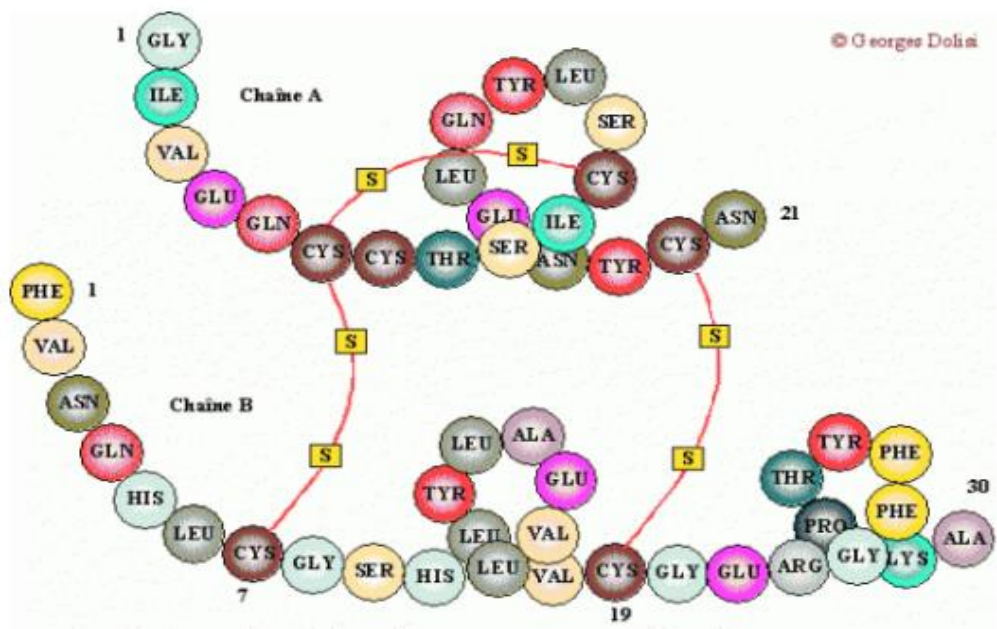 © Georges Dolisi
1
GLY
ILE
VAL
GLU
GLN
CYS
CYS
THR
SER
ILE
CYS
SER
LEU
TYR
GLN
LEU
GLU
ASN
TYR
CYS
ASN
21
Chaîne A
S
S
S
S
S
S
Chaîne B
1
PHE
VAL
ASN
GLN
HIS
LEU
CYS
7
GLY
SER
HIS
LEU
VAL
GLU
ALA
LEU
TYR
LEU
VAL
CYS
19
GLY
GLU
ARG
GLY
PHE
PHE
TYR
THR
PRO
LYS
ALA
30